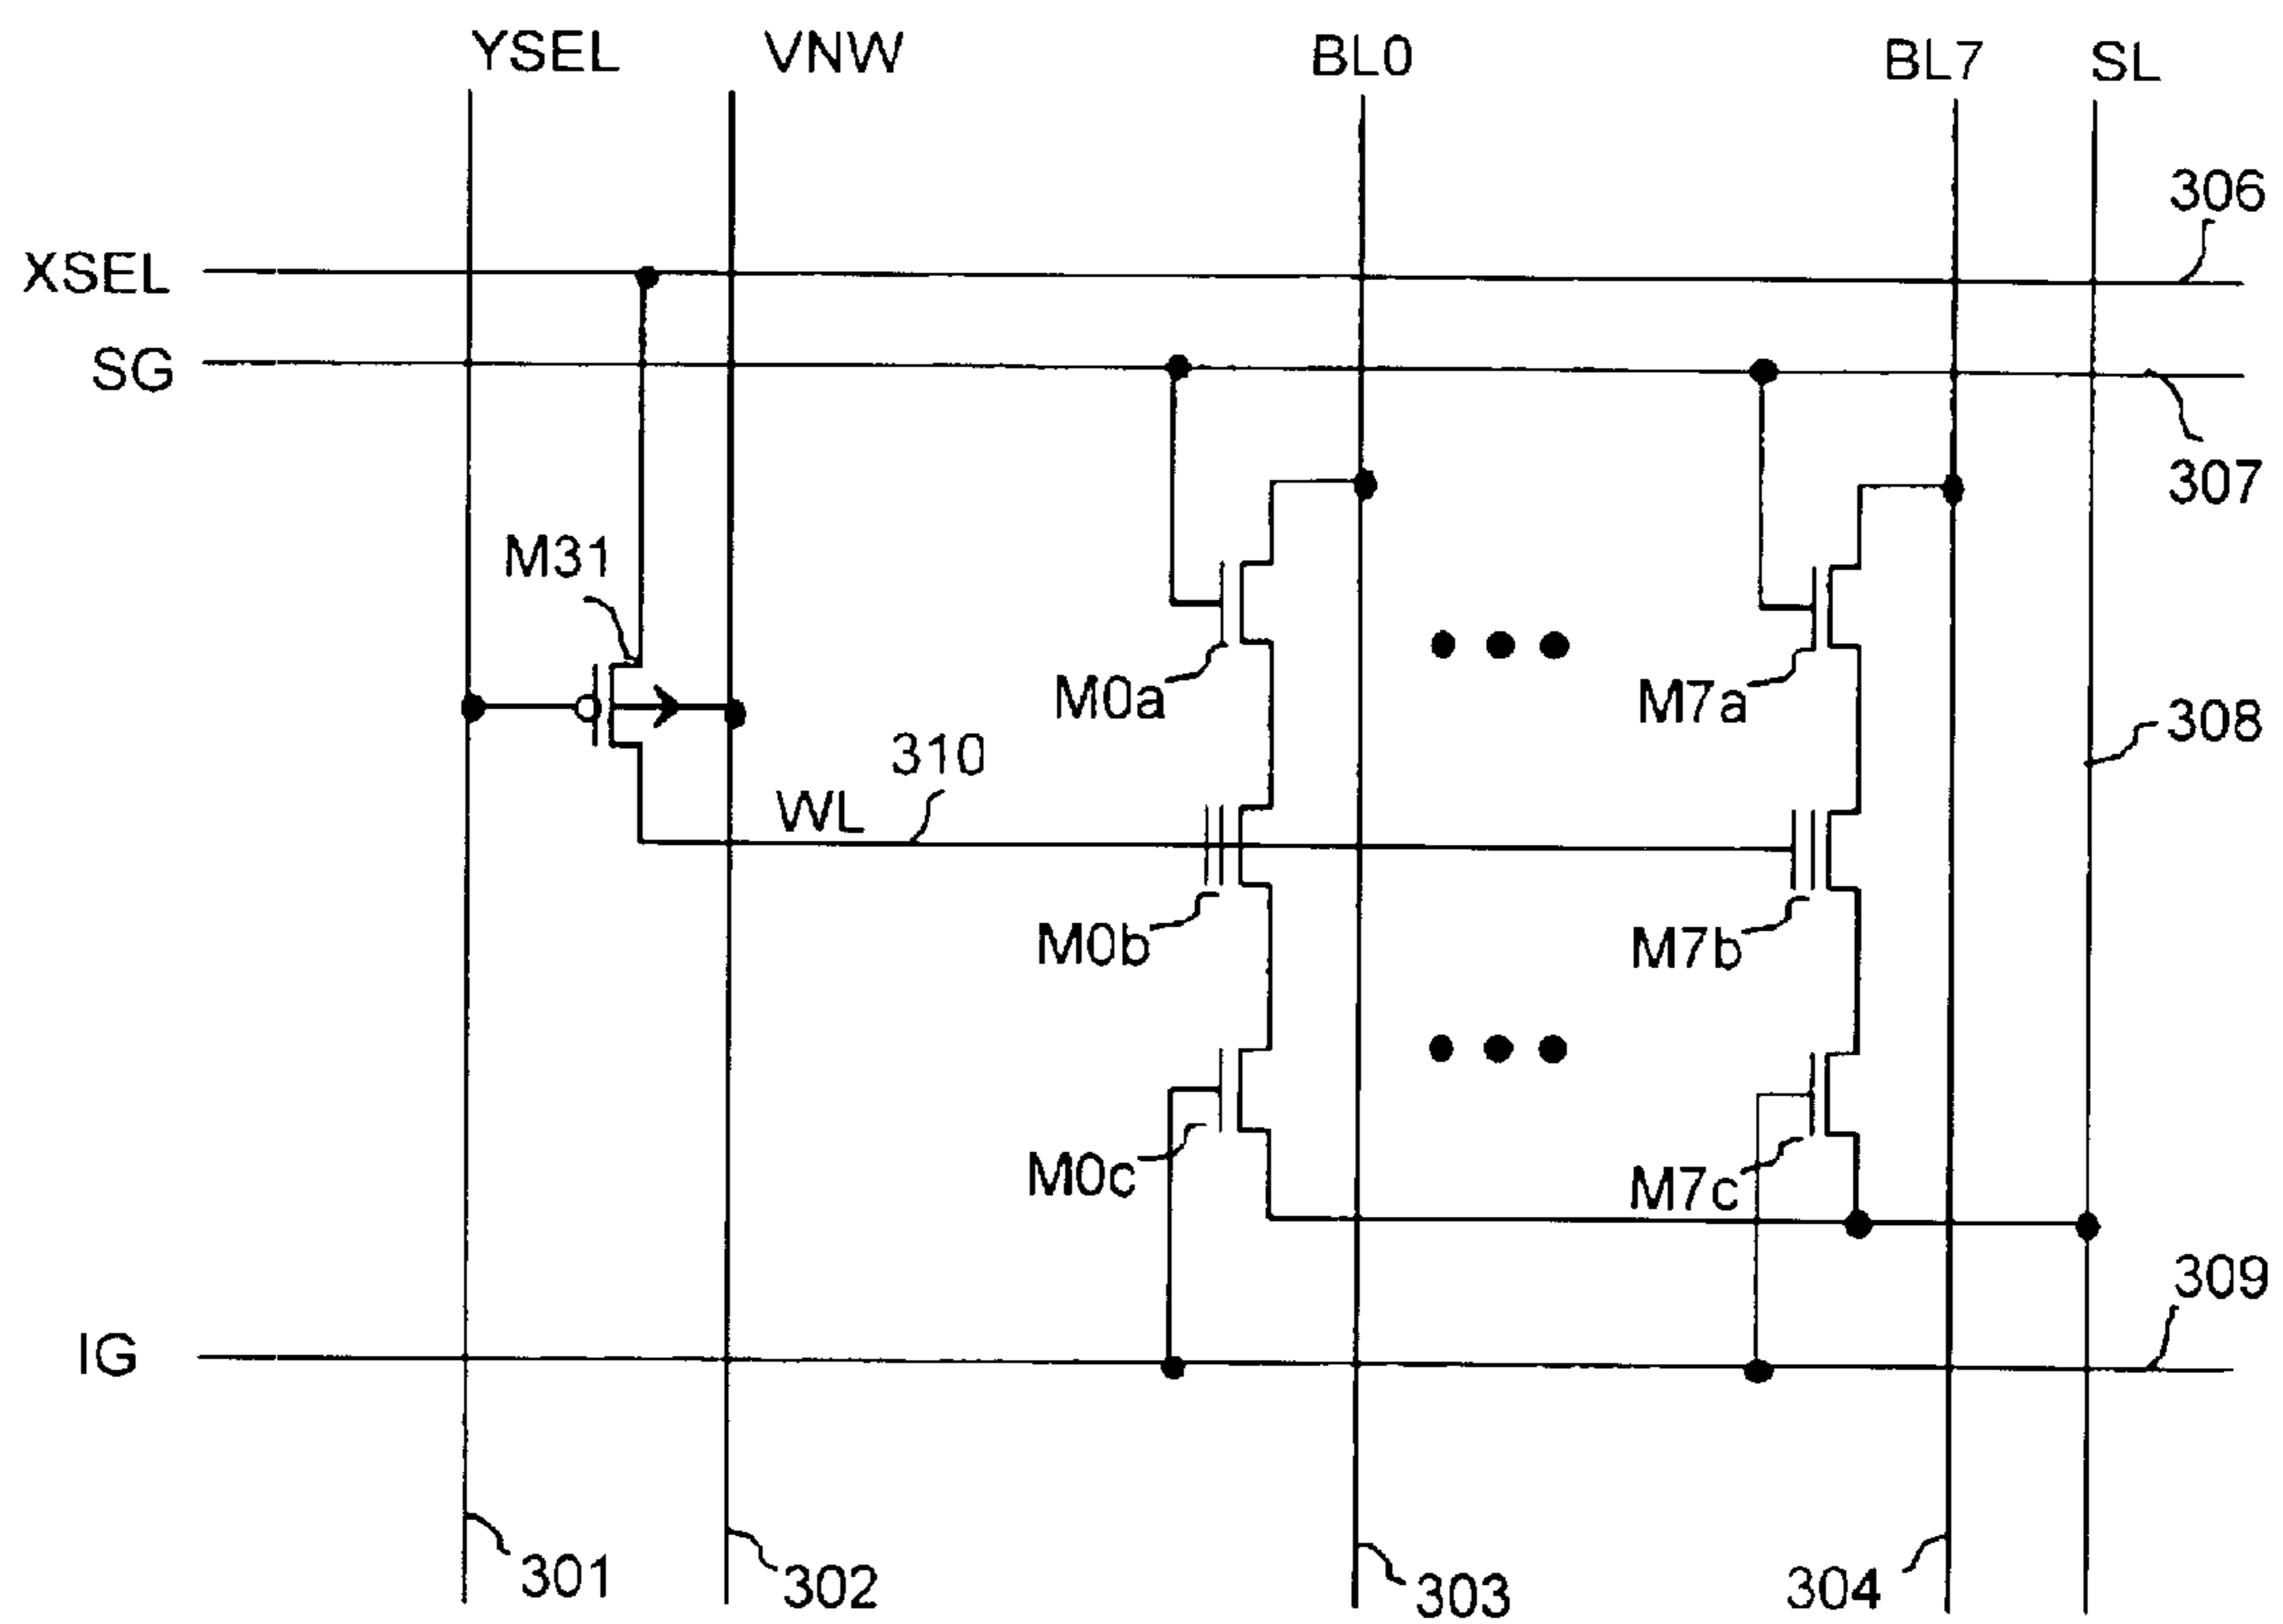 YSEL
VNW
BL0
BL7
SL
306
XSEL
SG
307
M31
M0a
M7a
308
310
WL
M0b
M7b
M0c
M7c
309
IG
301
302
303
304